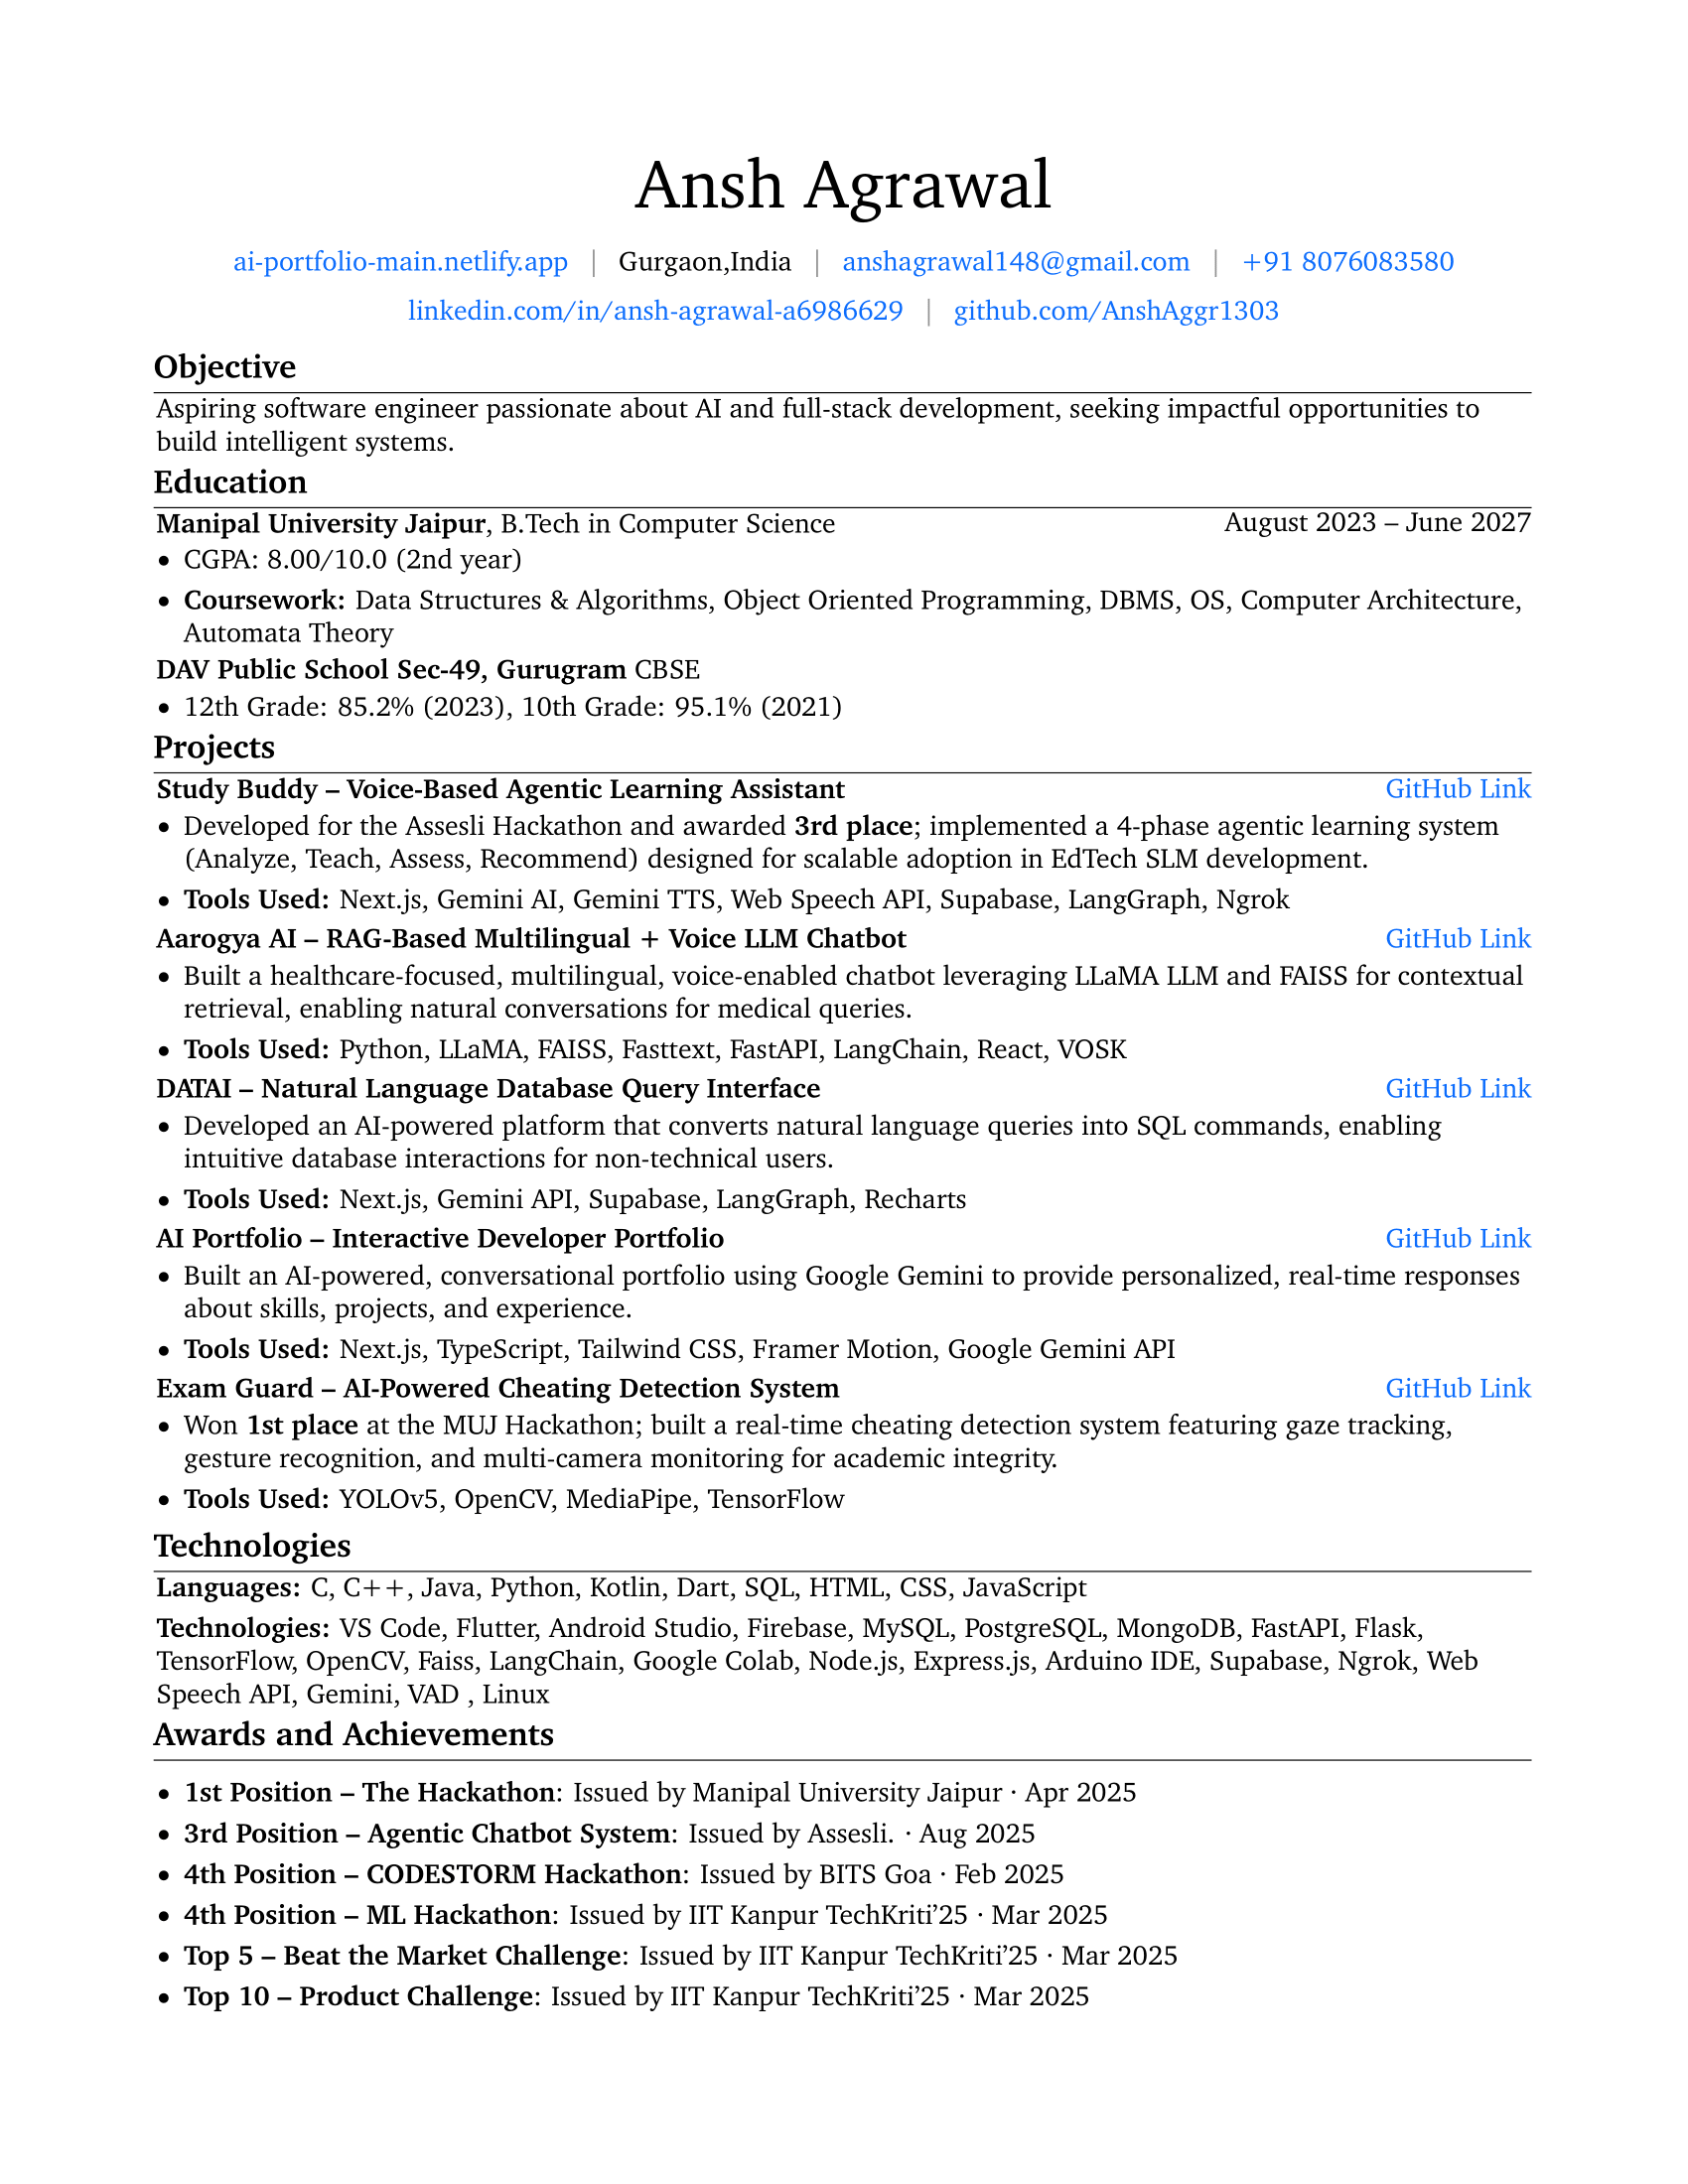 Ansh Agrawal
ai-portfolio-main.netlify.app | Gurgaon,India | anshagrawal148@gmail.com | +91 8076083580
linkedin.com/in/ansh-agrawal-a6986629 | github.com/AnshAggr1303
Objective
Aspiring software engineer passionate about AI and full-stack development, seeking impactful opportunities to
build intelligent systems.
Education
Manipal University Jaipur, B.Tech in Computer Science August 2023 – June 2027
• CGPA: 8.00/10.0 (2nd year)
• Coursework: Data Structures & Algorithms, Object Oriented Programming, DBMS, OS, Computer Architecture,
Automata Theory
DAV Public School Sec-49, Gurugram CBSE
• 12th Grade: 85.2% (2023), 10th Grade: 95.1% (2021)
Projects
Study Buddy – Voice-Based Agentic Learning Assistant GitHub Link
• Developed for the Assesli Hackathon and awarded 3rd place; implemented a 4-phase agentic learning system
(Analyze, Teach, Assess, Recommend) designed for scalable adoption in EdTech SLM development.
• Tools Used: Next.js, Gemini AI, Gemini TTS, Web Speech API, Supabase, LangGraph, Ngrok
Aarogya AI – RAG-Based Multilingual + Voice LLM Chatbot GitHub Link
• Built a healthcare-focused, multilingual, voice-enabled chatbot leveraging LLaMA LLM and FAISS for contextual
retrieval, enabling natural conversations for medical queries.
• Tools Used: Python, LLaMA, FAISS, Fasttext, FastAPI, LangChain, React, VOSK
DATAI – Natural Language Database Query Interface GitHub Link
• Developed an AI-powered platform that converts natural language queries into SQL commands, enabling
intuitive database interactions for non-technical users.
• Tools Used: Next.js, Gemini API, Supabase, LangGraph, Recharts
AI Portfolio – Interactive Developer Portfolio GitHub Link
• Built an AI-powered, conversational portfolio using Google Gemini to provide personalized, real-time responses
about skills, projects, and experience.
• Tools Used: Next.js, TypeScript, Tailwind CSS, Framer Motion, Google Gemini API
Exam Guard – AI-Powered Cheating Detection System GitHub Link
• Won 1st place at the MUJ Hackathon; built a real-time cheating detection system featuring gaze tracking,
gesture recognition, and multi-camera monitoring for academic integrity.
• Tools Used: YOLOv5, OpenCV, MediaPipe, TensorFlow
Technologies
Languages: C, C++, Java, Python, Kotlin, Dart, SQL, HTML, CSS, JavaScript
Technologies: VS Code, Flutter, Android Studio, Firebase, MySQL, PostgreSQL, MongoDB, FastAPI, Flask,
TensorFlow, OpenCV, Faiss, LangChain, Google Colab, Node.js, Express.js, Arduino IDE, Supabase, Ngrok, Web
Speech API, Gemini, VAD , Linux
Awards and Achievements
• 1st Position – The Hackathon: Issued by Manipal University Jaipur · Apr 2025
• 3rd Position – Agentic Chatbot System: Issued by Assesli. · Aug 2025
• 4th Position – CODESTORM Hackathon: Issued by BITS Goa · Feb 2025
• 4th Position – ML Hackathon: Issued by IIT Kanpur TechKriti’25 · Mar 2025
• Top 5 – Beat the Market Challenge: Issued by IIT Kanpur TechKriti’25 · Mar 2025
• Top 10 – Product Challenge: Issued by IIT Kanpur TechKriti’25 · Mar 2025